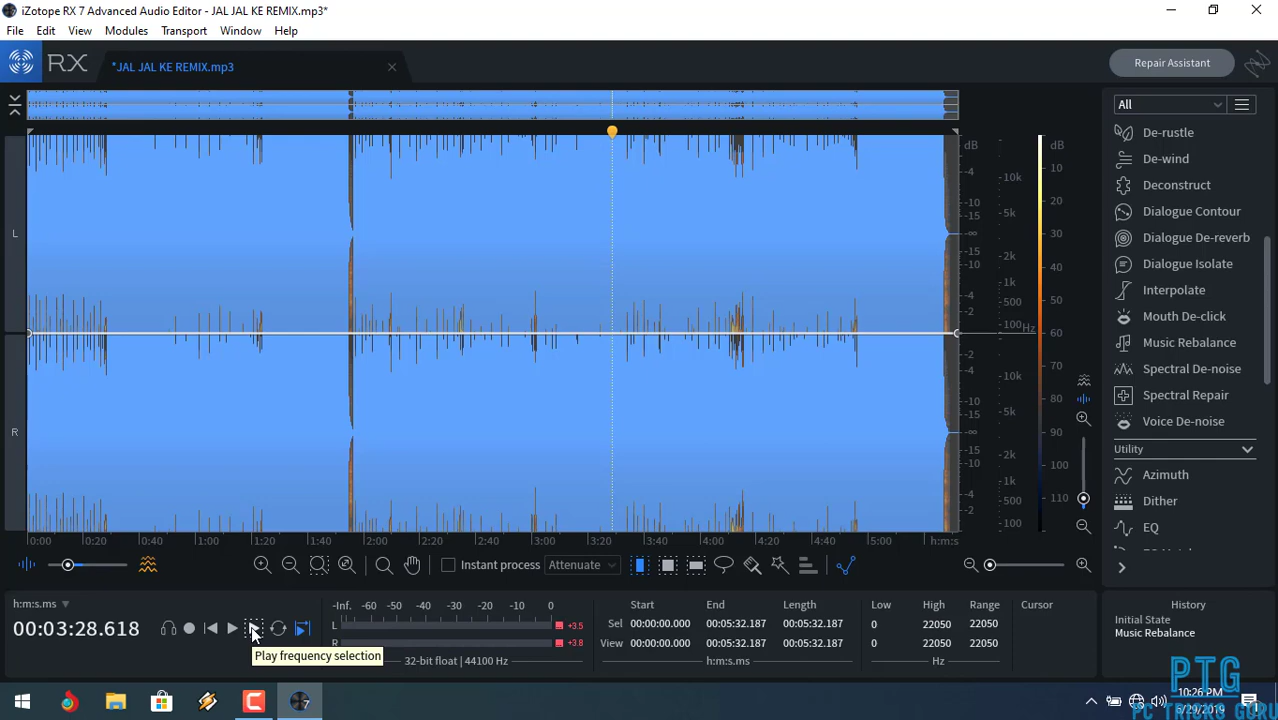 iZotope RX 7 Advanced Audio Editor - JAL JAL KE REMIX.mp3*
File Edit View Modules Transport Window Help
RX
*JAL JAL KE REMIX.mp3
Repair Assistant
All
De-rustle
De-wind
Deconstruct
Dialogue Contour
Dialogue De-reverb
Dialogue Isolate
Interpolate
Mouth De-click
Music Rebalance
Spectral De-noise
Spectral Repair
Voice De-noise
Utility
Azimuth
Dither
EQ
L
R
dB
-4
-10
-15
-∞
-15
-10
-4
-2
-2
-4
-10
-15
-∞
-15
-10
-4
-2
-10k
-5k
-2k
-1k
-500
-100
Hz
-10k
-5k
-2k
-1k
-500
-100
dB
10
20
30
40
50
60
70
80
90
100
110
0:00 0:20 0:40 1:00 1:20 2:00 2:20 2:40 3:00 3:20 3:40 4:00 4:20 4:40 5:00 h:m:s
Instant process Attenuate
h:m:s.ms
00:03:28.618
Play frequency selection
-Inf. -60 -50 -40 -30 -20 -10 0
L +3.5
R +3.8
32-bit float | 44100 Hz
Start End Length
Sel 00:00:00.000 00:05:32.187 00:05:32.187
View 00:00:00.000 00:05:32.187 00:05:32.187
h:m:s.ms
Low High Range
0 22050 22050
0 22050 22050
Hz
Cursor
History
Initial State
Music Rebalance
10:26 PM
PTG